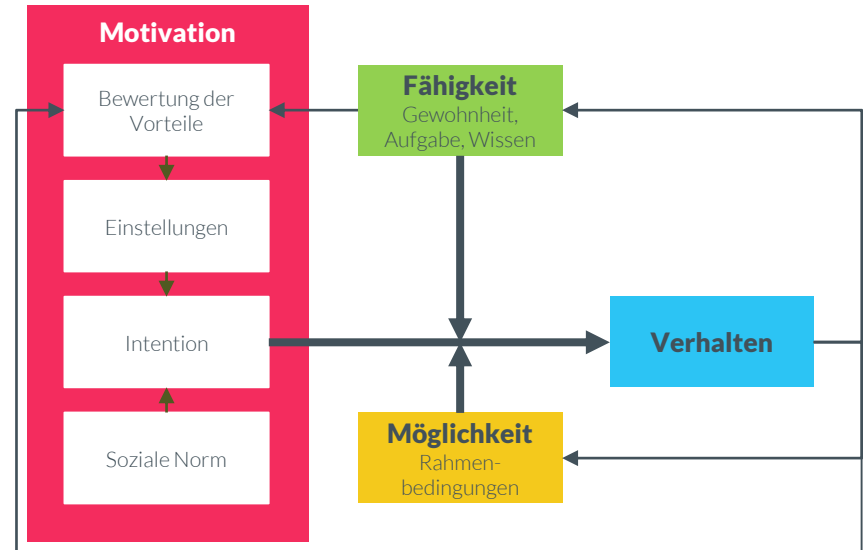 Motivation
Bewertung der
Vorteile
Einstellungen
Intention
Soziale Norm
Fähigkeit
Gewohnheit,
Aufgabe, Wissen
Möglichkeit
Rahmen-
bedingungen
Verhalten